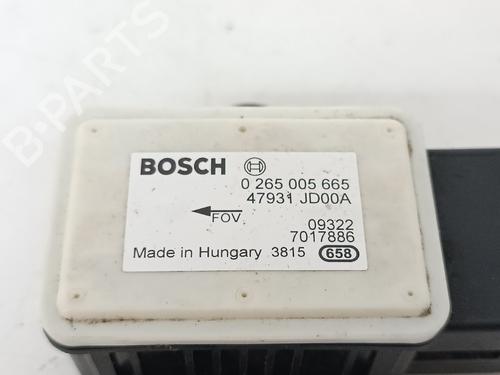 B-PARTS
BOSCH
0 265 005 665
47931 JD00A
FOV
09322
7017886
Made in Hungary 3815 658